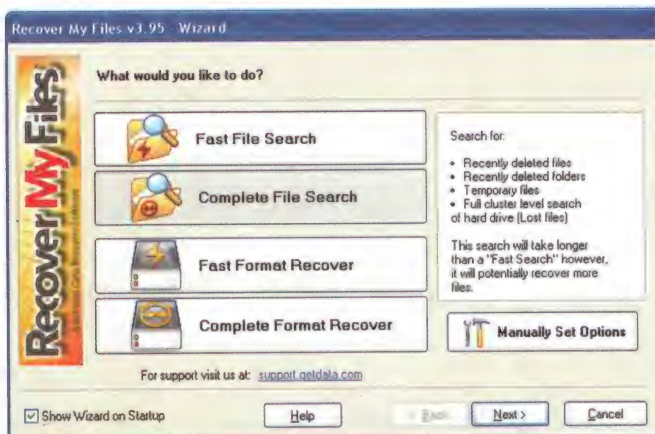 Recover My Files v3.95 - Wizard
Recover My Files
What would you like to do?
Fast File Search
Complete File Search
Fast Format Recover
Complete Format Recover
Search for:
• Recently deleted files
• Recently deleted folders
• Temporary files
• Full cluster level search
of hard drive (Lost files)
This search will take longer
than a "Fast Search" however,
it will potentially recover more
files.
Manually Set Options
For support visit us at: support.getdata.com
Show Wizard on Startup
Help
< Back
Next >
Cancel